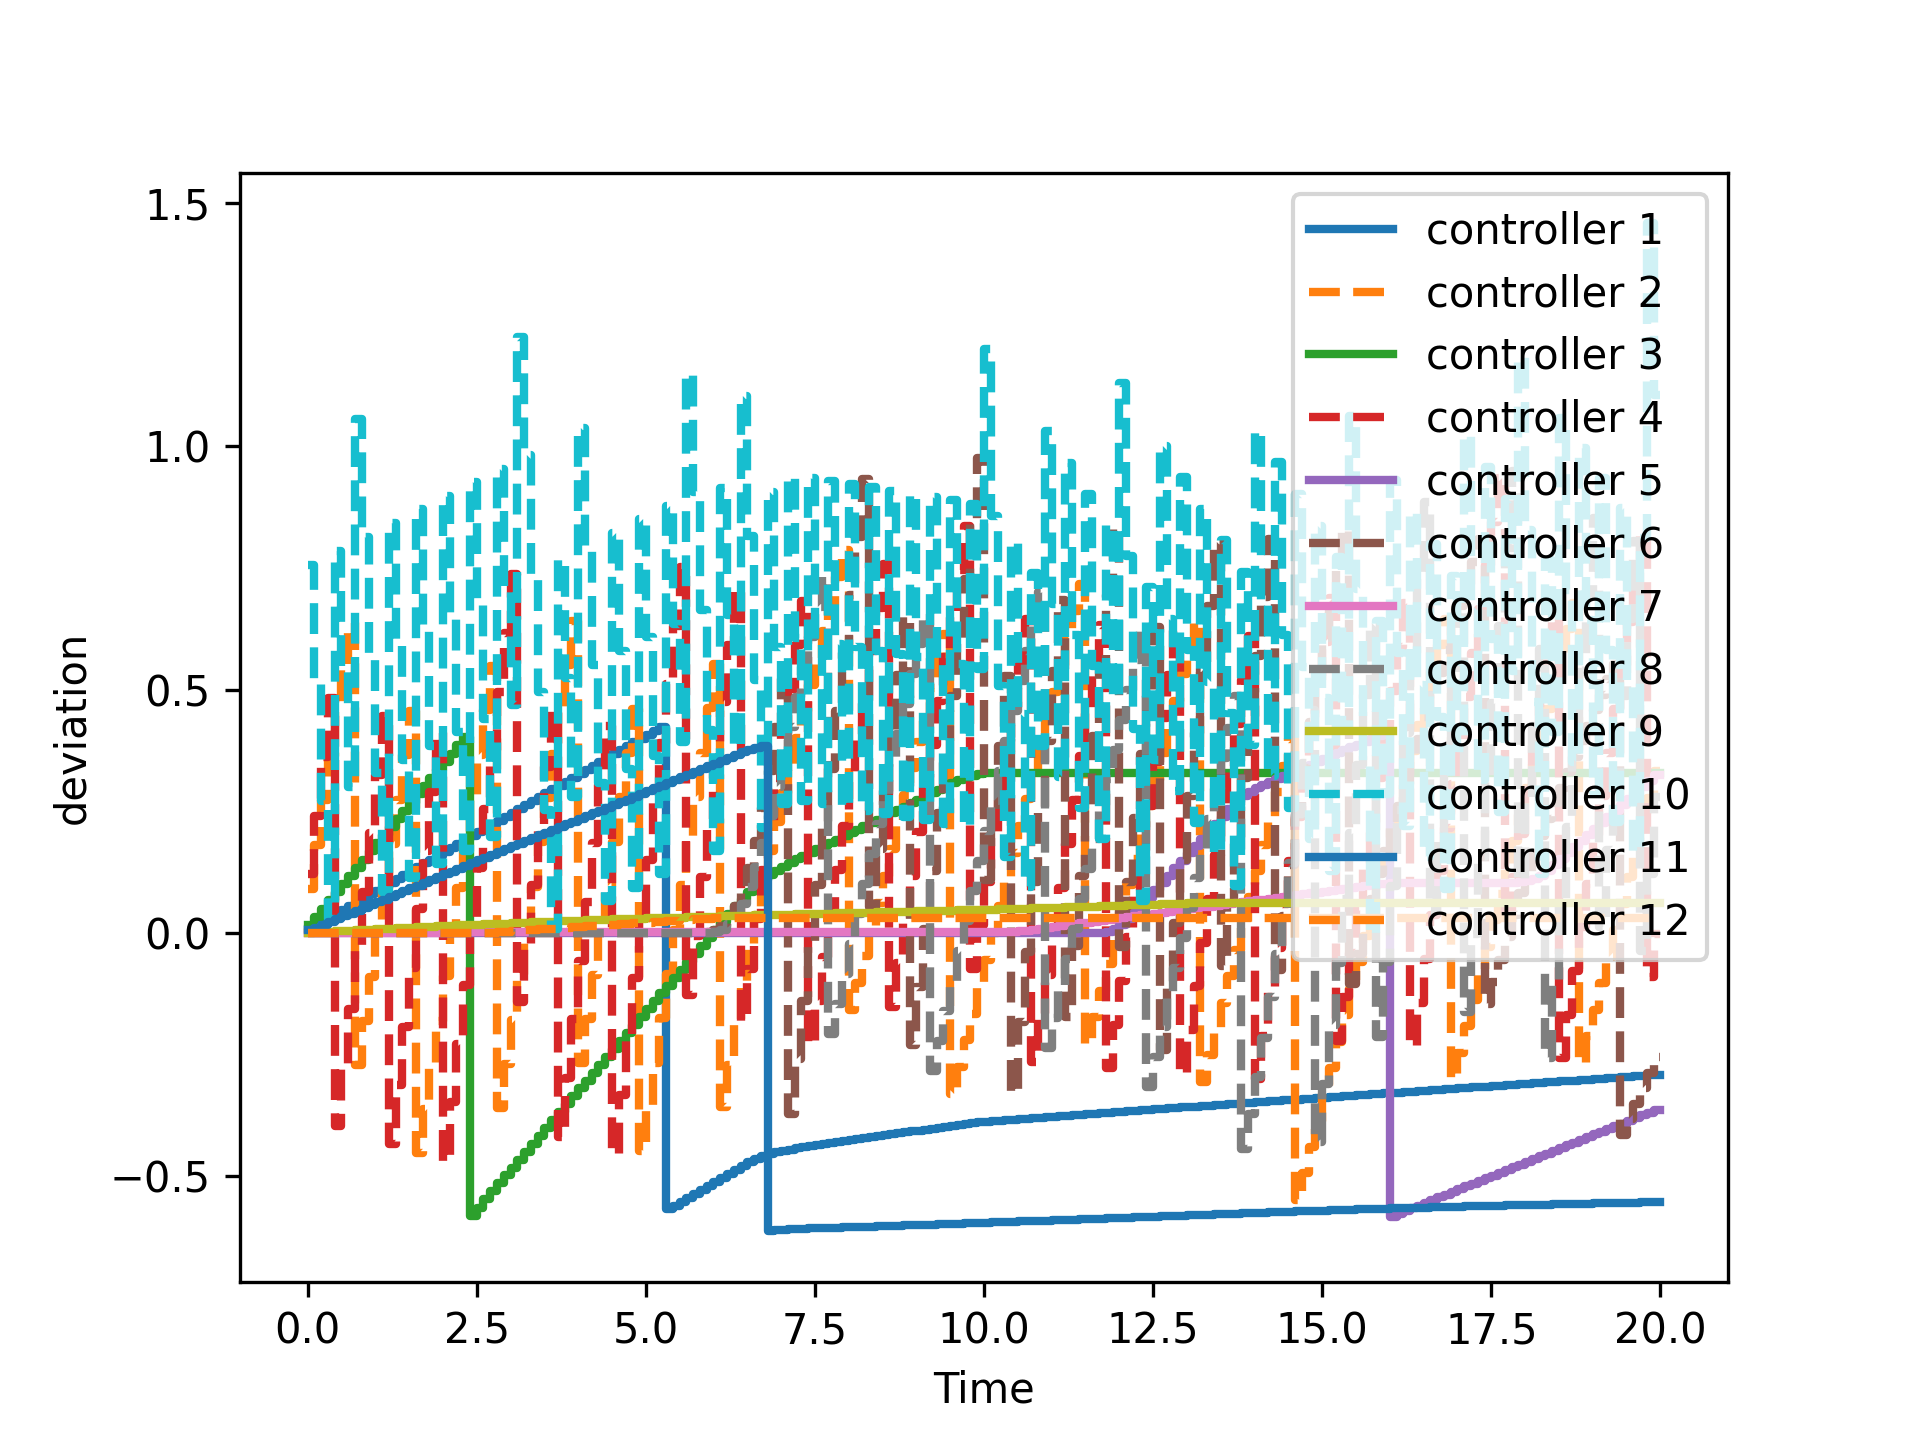 deviation
1.5
1.0
0.5
0.0
−0.5
0.0 2.5 5.0 7.5 10.0 12.5 15.0 17.5 20.0
Time
controller 1
controller 2
controller 3
controller 4
controller 5
controller 6
controller 7
controller 8
controller 9
controller 10
controller 11
controller 12